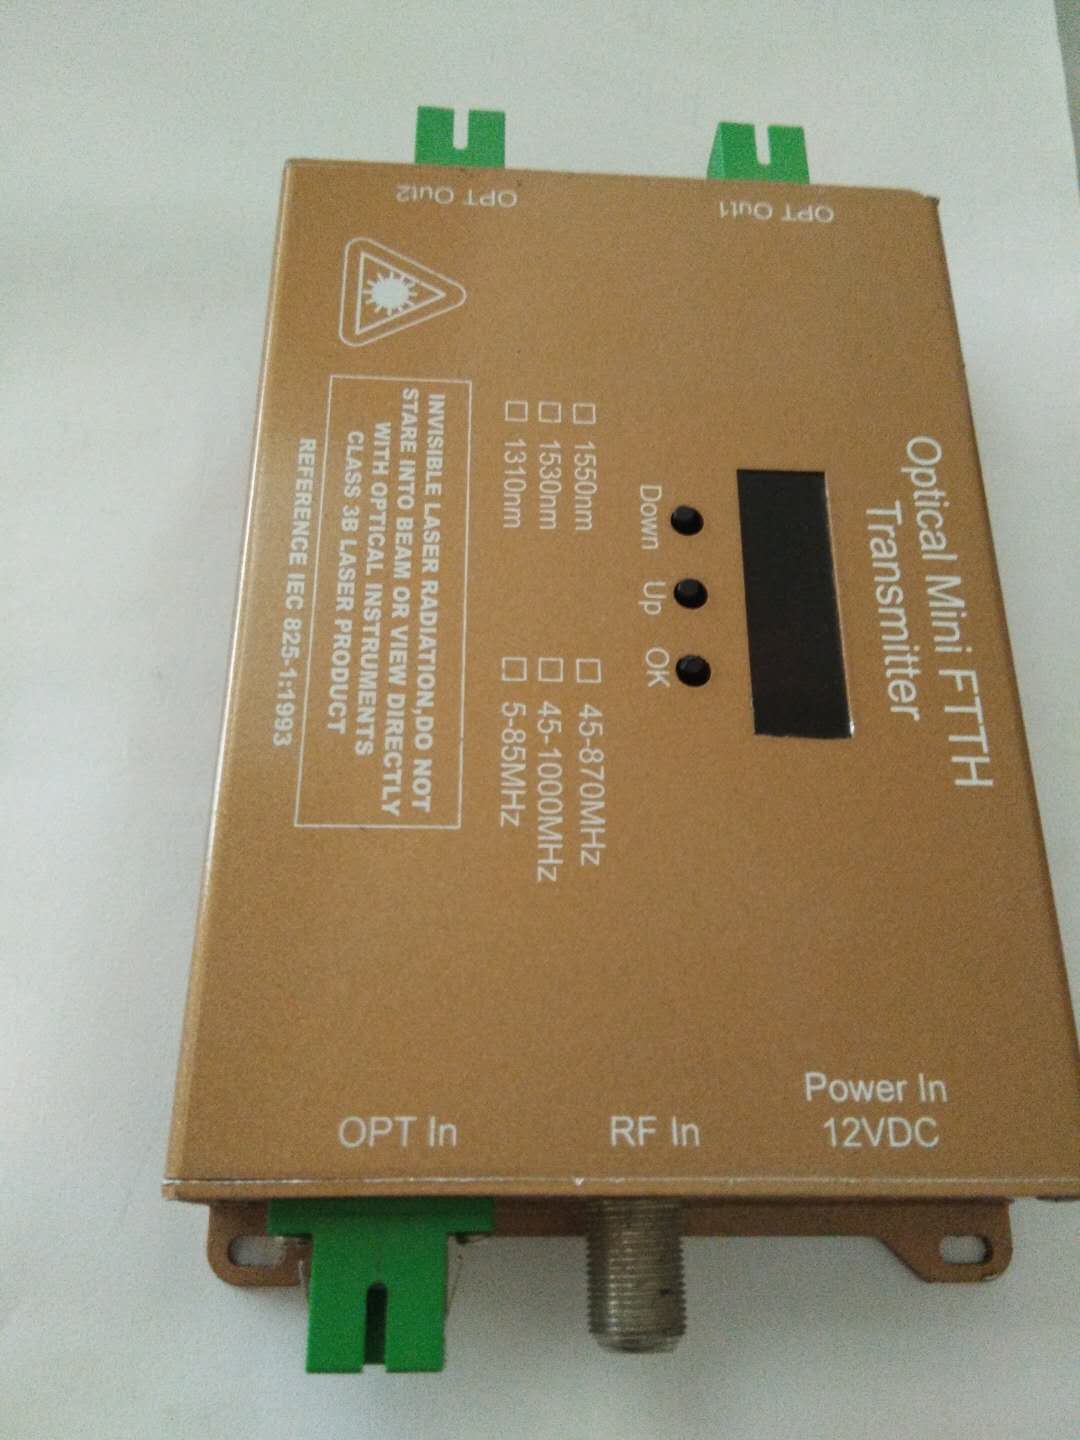 OPT Out2
OPT Out1
Optical Mini FTTH
Transmitter
Down
Up
OK
1550nm
1530nm
1310nm
45-870MHz
45-1000MHz
5-85MHz
INVISIBLE LASER RADIATION,DO NOT
STARE INTO BEAM OR VIEW DIRECTLY
WITH OPTICAL INSTRUMENTS
CLASS 3B LASER PRODUCT
REFERENCE IEC 825-1:1993
OPT In
RF In
Power In
12VDC